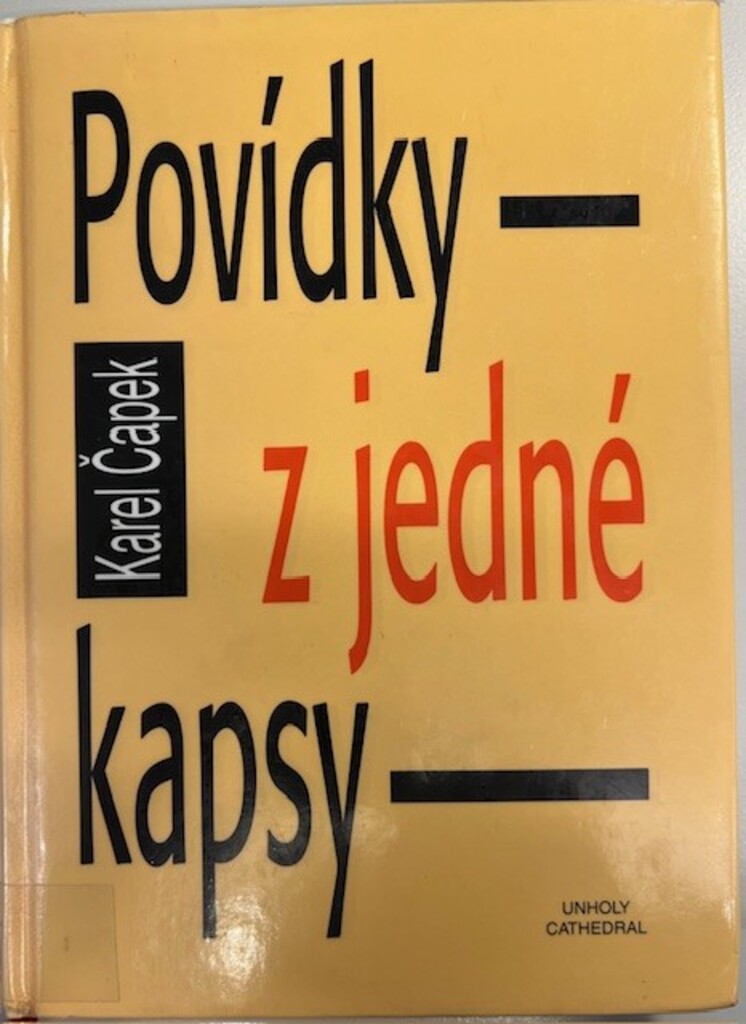 Povídky –
Karel Čapek
z jedné
kapsy —
UNHOLY
CATHEDRAL